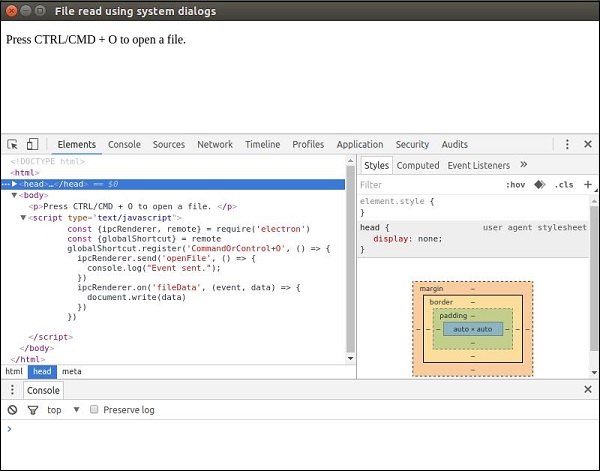 File read using system dialogs
Press CTRL/CMD + O to open a file.
Elements Console Sources Network Timeline Profiles Application Security Audits
<!DOCTYPE html>
<html>
<head>…</head> == $0
<body>
<p>Press CTRL/CMD + O to open a file. </p>
<script type="text/javascript">
const {ipcRenderer, remote} = require('electron')
const {globalShortcut} = remote
globalShortcut.register('CommandOrControl+O', () => {
ipcRenderer.send('openFile', () => {
console.log("Event sent.");
})
ipcRenderer.on('fileData', (event, data) => {
document.write(data)
})
})
</script>
</body>
</html>
html head meta
Styles Computed Event Listeners »
Filter :hov .cls +
element.style {
}
head { user agent stylesheet
display: none;
}
margin –
border –
padding –
– – – auto × auto – – –
–
–
–
Console
top Preserve log
>